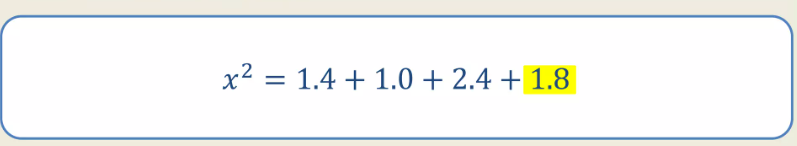 x² = 1.4 + 1.0 + 2.4 + 1.8